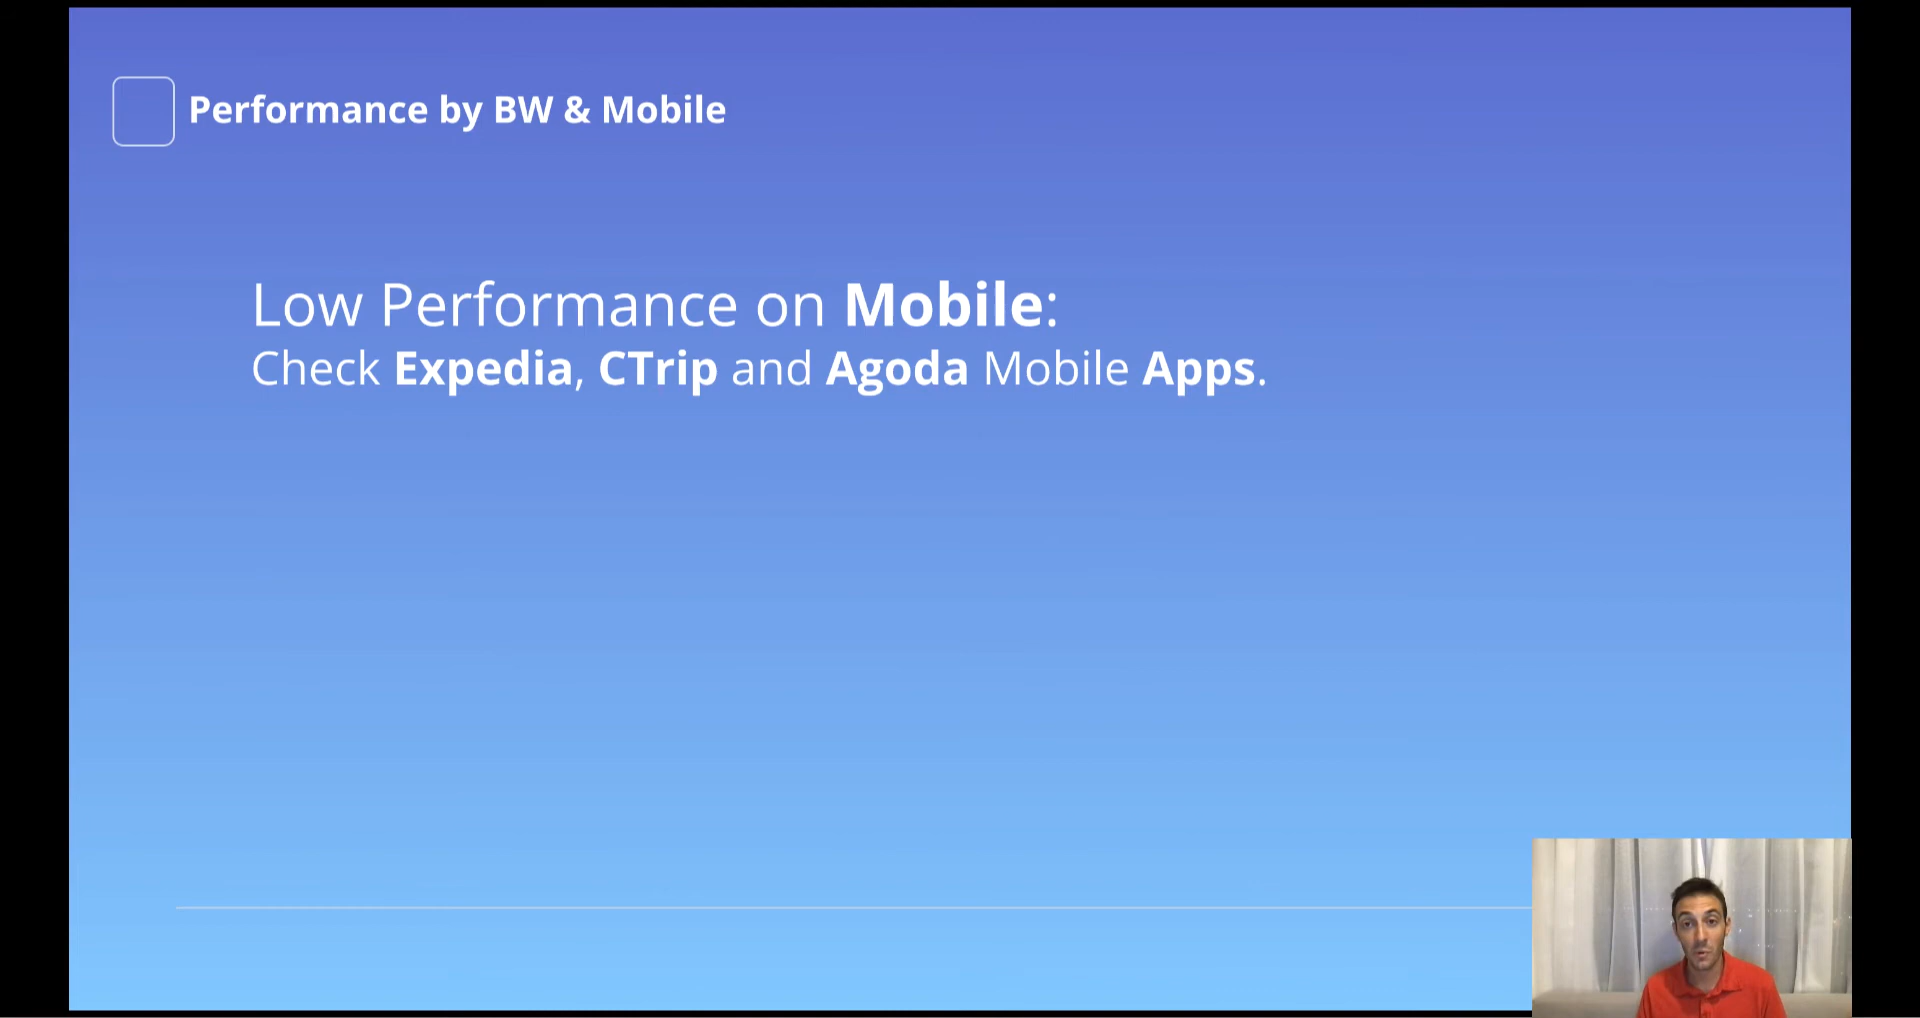 Performance by BW & Mobile
Low Performance on Mobile:
Check Expedia, CTrip and Agoda Mobile Apps.